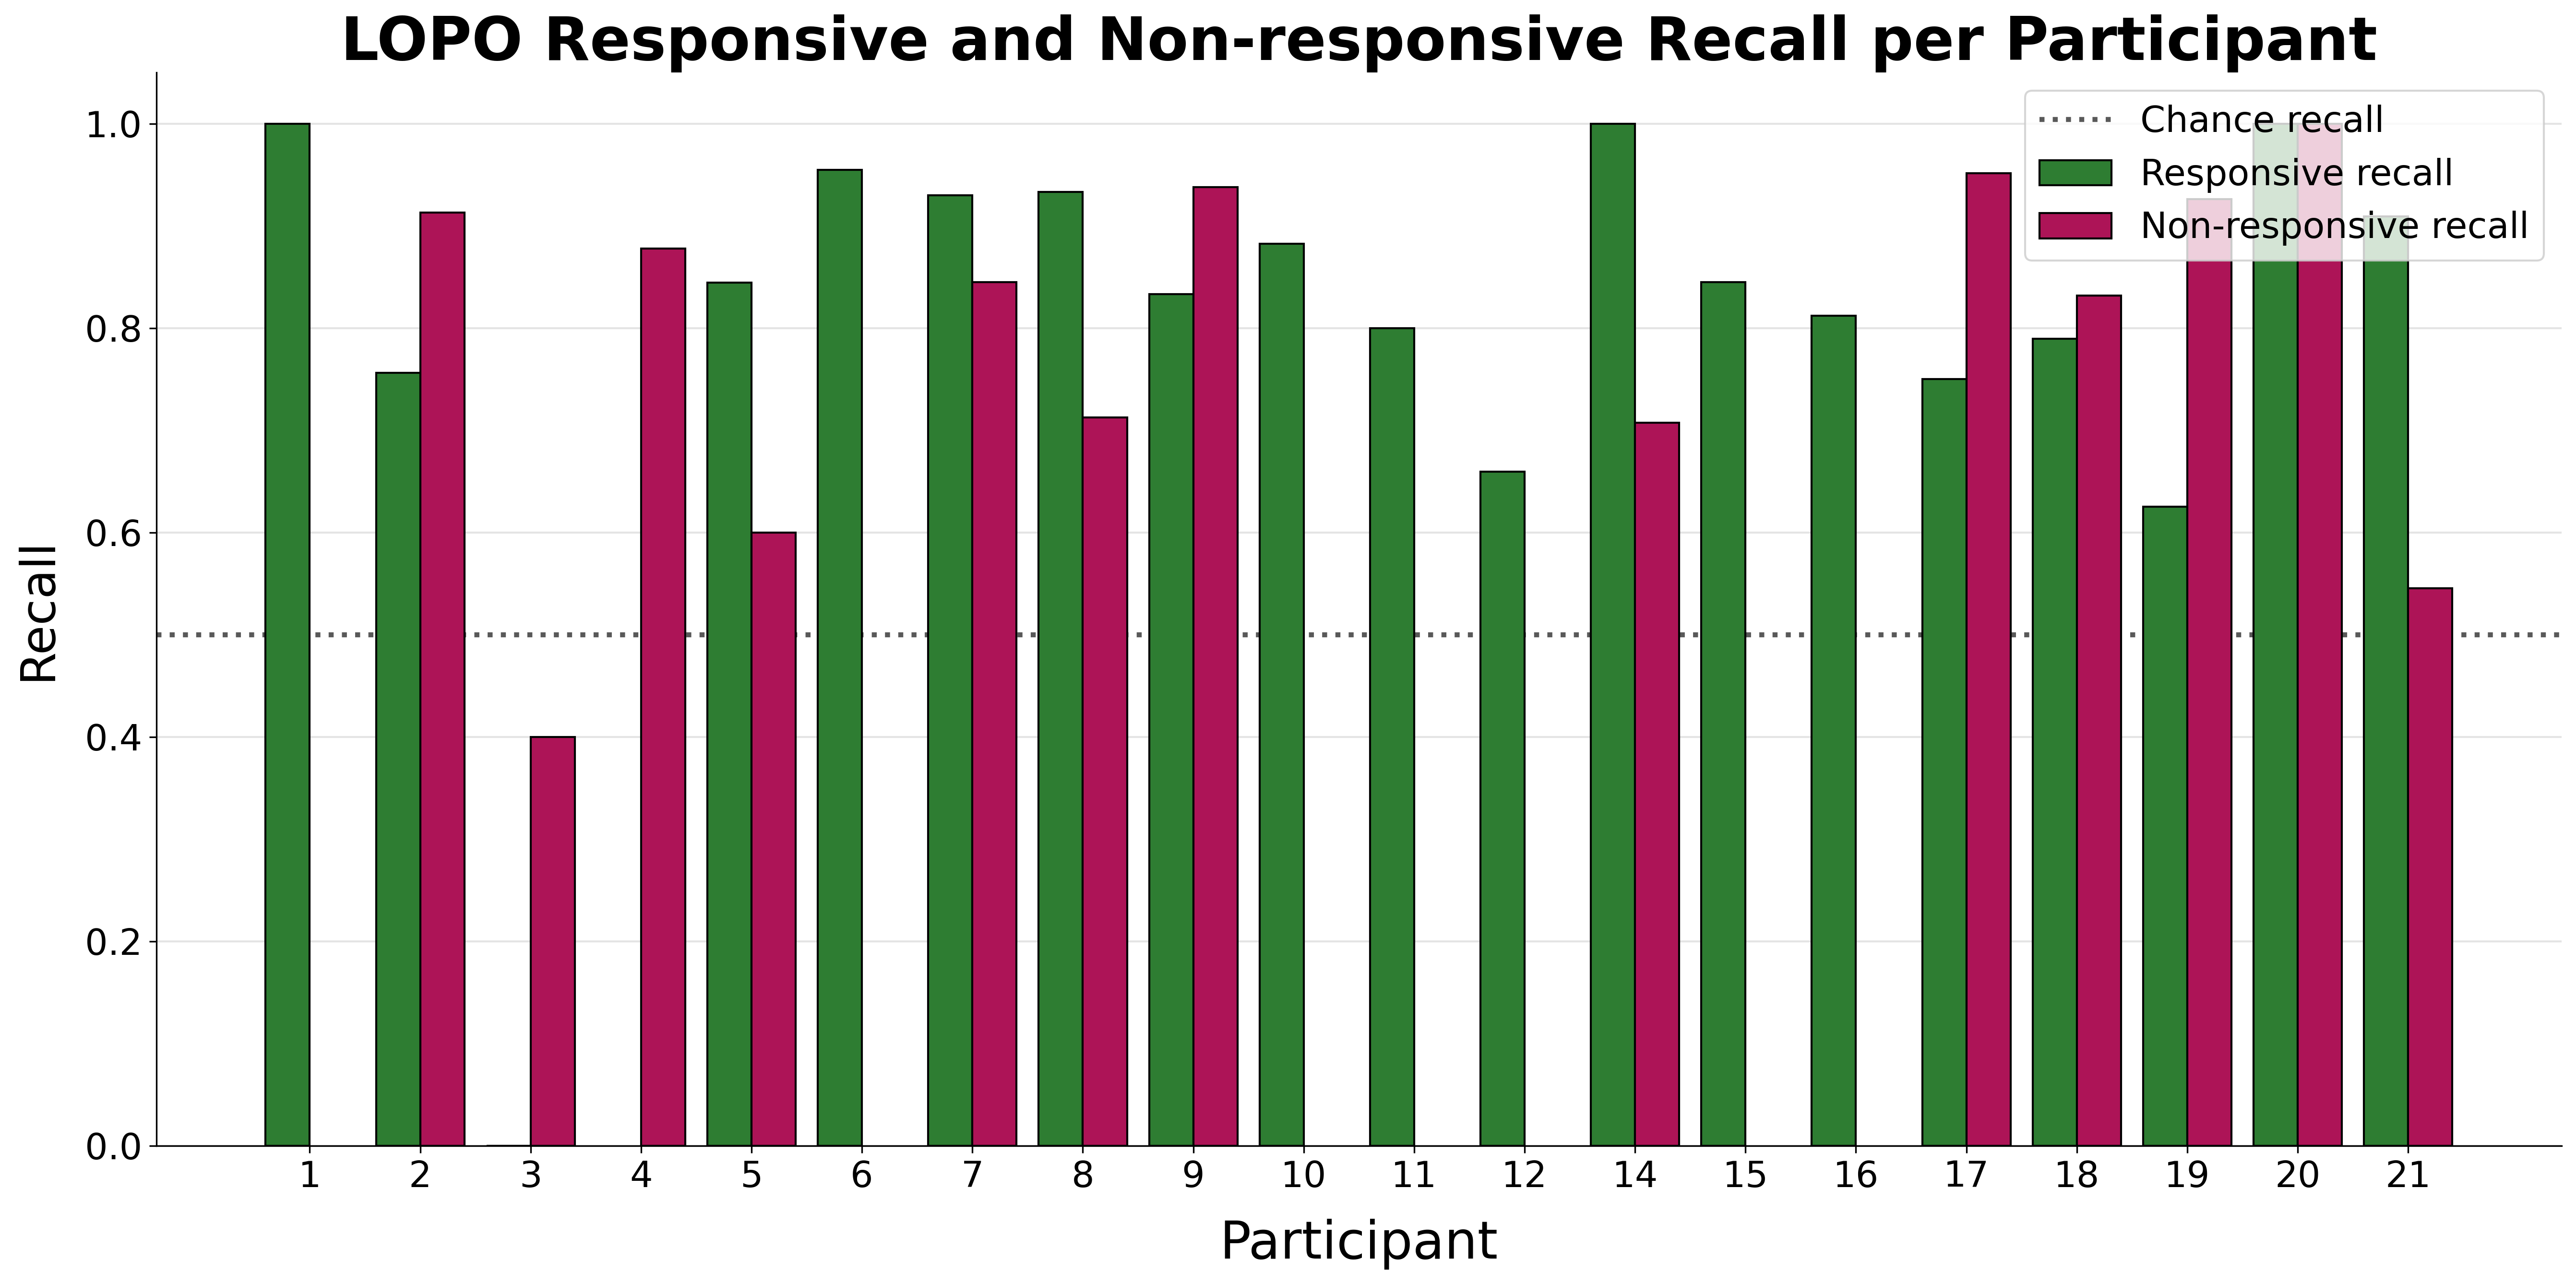 LOPO Responsive and Non-responsive Recall per Participant
Chance recall
Responsive recall
Non-responsive recall
1.0
0.8
0.6
0.4
0.2
0.0
Recall
1 2 3 4 5 6 7 8 9 10 11 12 14 15 16 17 18 19 20 21
Participant